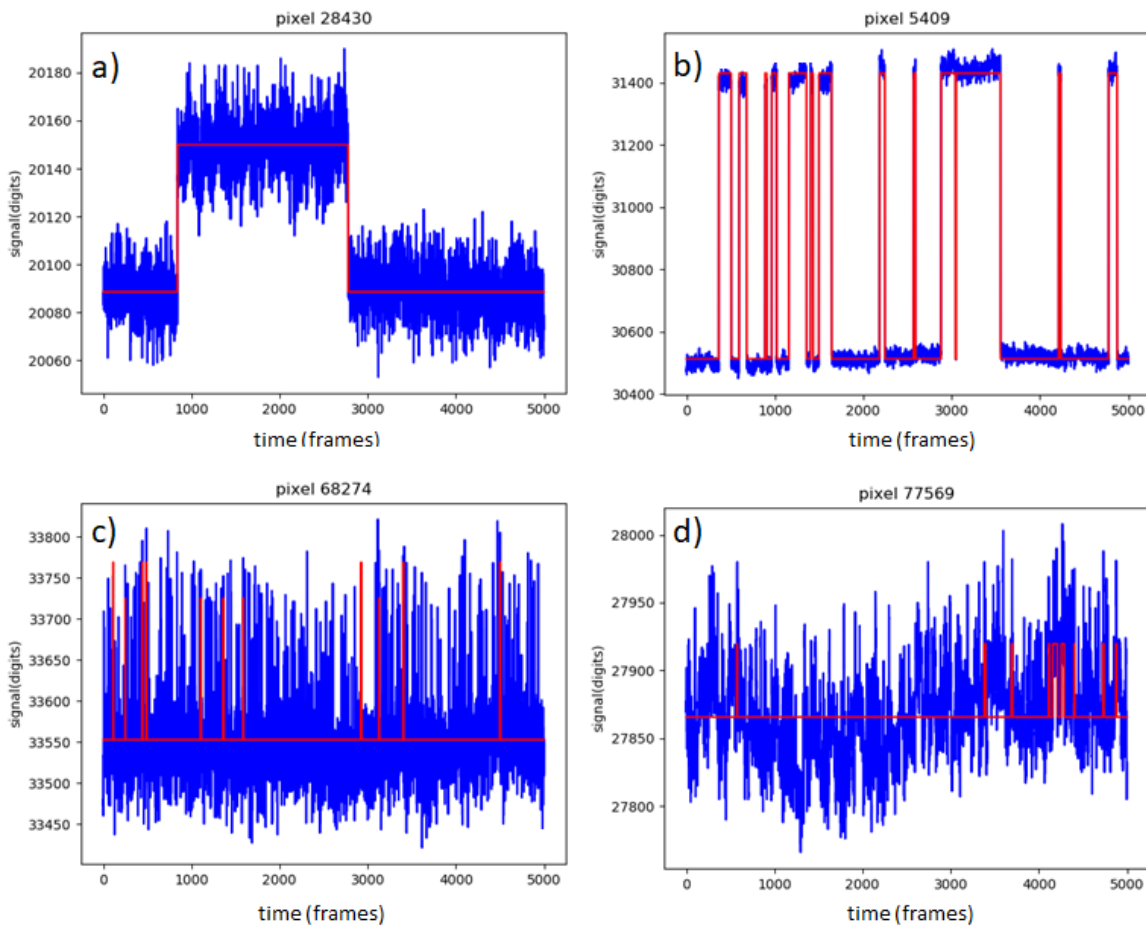 pixel 28430
a)
signal(digits)
20180
20160
20140
20120
20100
20080
20060
0 1000 2000 3000 4000 5000
time (frames)
pixel 5409
b)
signal(digits)
31400
31200
31000
30800
30600
30400
0 1000 2000 3000 4000 5000
time (frames)
pixel 68274
c)
signal(digits)
33800
33750
33700
33650
33600
33550
33500
33450
0 1000 2000 3000 4000 5000
time (frames)
pixel 77569
d)
signal(digits)
28000
27950
27900
27850
27800
0 1000 2000 3000 4000 5000
time (frames)